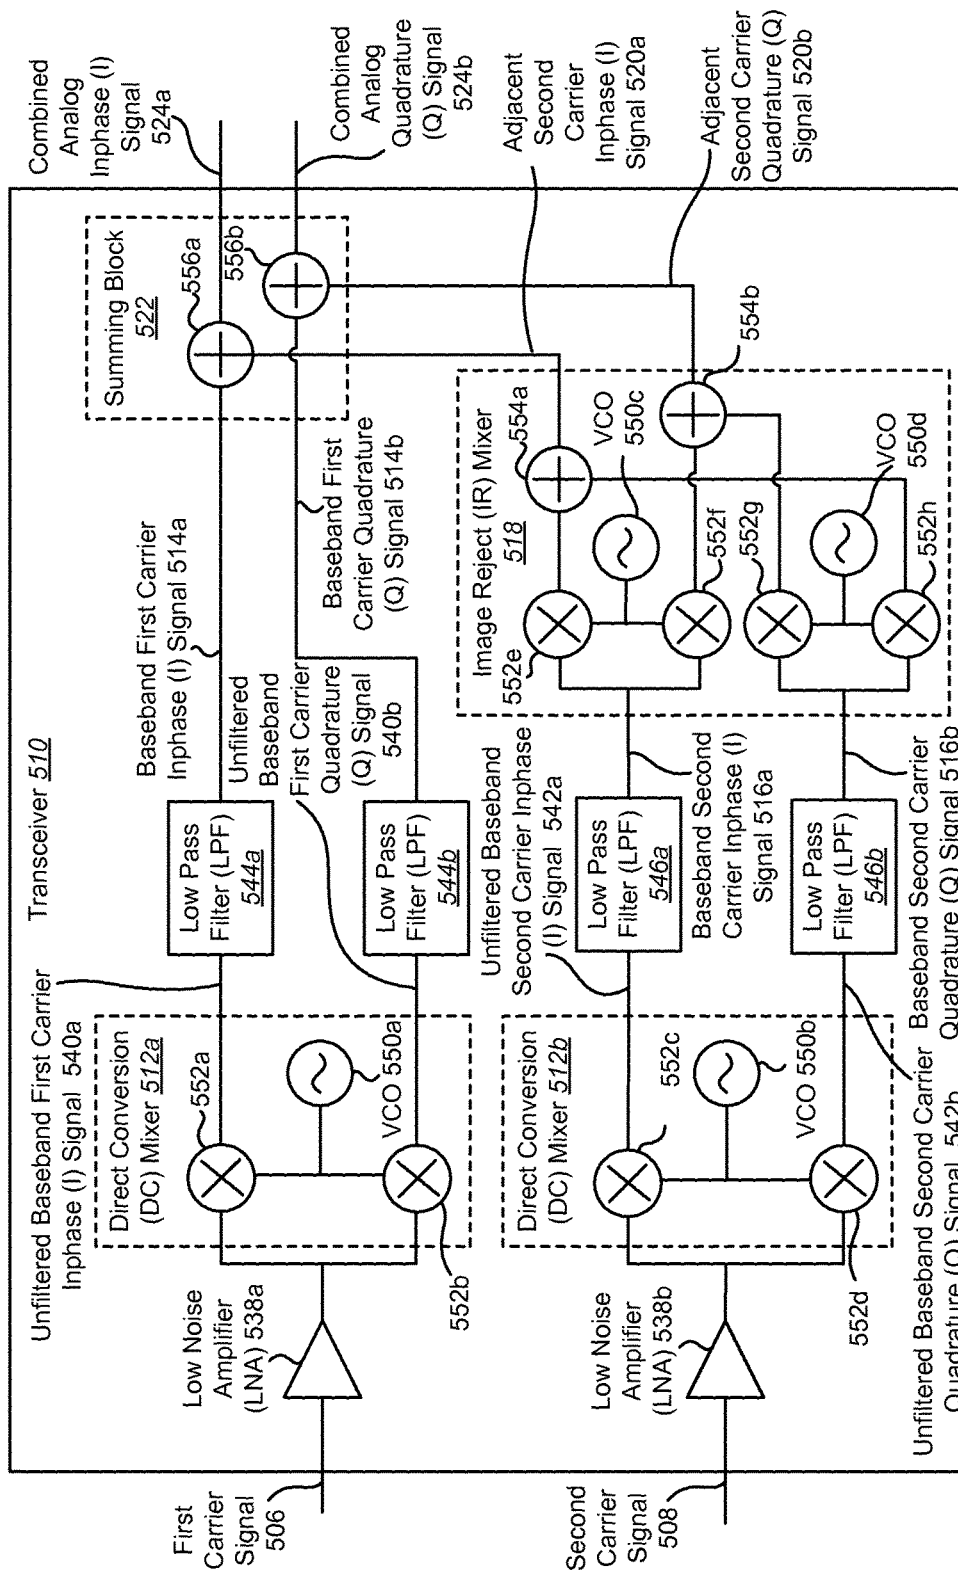 Transceiver 510
First
Carrier
Signal
506
Low Noise
Amplifier
(LNA) 538a
Unfiltered Baseband First Carrier
Inphase (I) Signal 540a
Direct Conversion
(DC) Mixer 512a
552a
VCO 550a
552b
Low Pass
Filter (LPF)
544a
Low Pass
Filter (LPF)
544b
Baseband First Carrier
Inphase (I) Signal 514a
Unfiltered
Baseband
First Carrier
Quadrature
(Q) Signal
540b
Baseband First
Carrier Quadrature
(Q) Signal 514b
Summing Block
522
556a
556b
Combined
Analog
Inphase (I)
Signal
524a
Combined
Analog
Quadrature
(Q) Signal
524b
Adjacent
Second
Carrier
Inphase (I)
Signal 520a
Adjacent
Second Carrier
Quadrature (Q)
Signal 520b
Second
Carrier
Signal
508
Low Noise
Amplifier
(LNA) 538b
Direct Conversion
(DC) Mixer 512b
552c
VCO 550b
552d
Unfiltered Baseband
Second Carrier Inphase
(I) Signal 542a
Low Pass
Filter (LPF)
546a
Low Pass
Filter (LPF)
546b
Baseband Second
Carrier Inphase (I)
Signal 516a
Image Reject (IR) Mixer
518
552e
554a
VCO
550c
552f
554b
552g
VCO
550d
552h
Unfiltered Baseband Second Carrier
Quadrature (Q) Signal 542b
Baseband Second Carrier
Quadrature (Q) Signal 516b